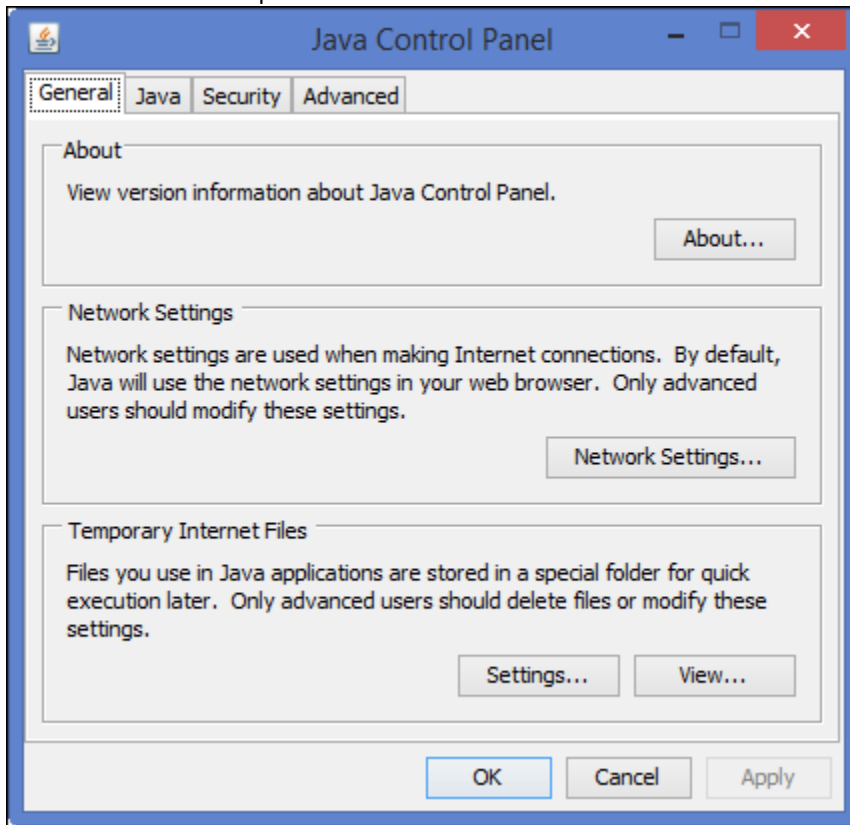 Java Control Panel
General Java Security Advanced
About
View version information about Java Control Panel.
About...
Network Settings
Network settings are used when making Internet connections.  By default,
Java will use the network settings in your web browser.  Only advanced
users should modify these settings.
Network Settings...
Temporary Internet Files
Files you use in Java applications are stored in a special folder for quick
execution later.  Only advanced users should delete files or modify these
settings.
Settings... View...
OK Cancel Apply